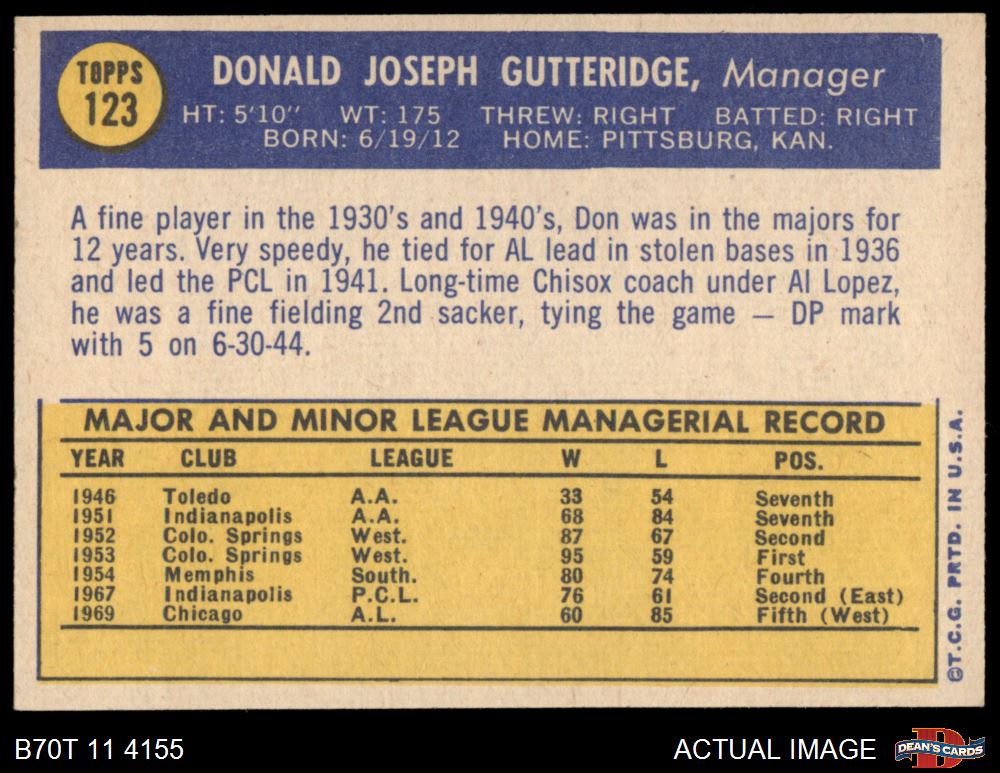 TOPPS
123
DONALD JOSEPH GUTTERIDGE, Manager
HT: 5'10" WT: 175 THREW: RIGHT BATTED: RIGHT
BORN: 6/19/12 HOME: PITTSBURG, KAN.
A fine player in the 1930's and 1940's, Don was in the majors for
12 years. Very speedy, he tied for AL lead in stolen bases in 1936
and led the PCL in 1941. Long-time Chisox coach under Al Lopez,
he was a fine fielding 2nd sacker, tying the game — DP mark
with 5 on 6-30-44.
MAJOR AND MINOR LEAGUE MANAGERIAL RECORD
YEAR CLUB LEAGUE W L POS.
1946 Toledo A.A. 33 54 Seventh
1951 Indianapolis A.A. 68 84 Seventh
1952 Colo. Springs West. 87 67 Second
1953 Colo. Springs West. 95 59 First
1954 Memphis South. 80 74 Fourth
1967 Indianapolis P.C.L. 76 61 Second (East)
1969 Chicago A.L. 60 85 Fifth (West)
©T.C.G. PRTD. IN U.S.A.
B70T 11 4155
ACTUAL IMAGE
D
DEAN'S CARDS